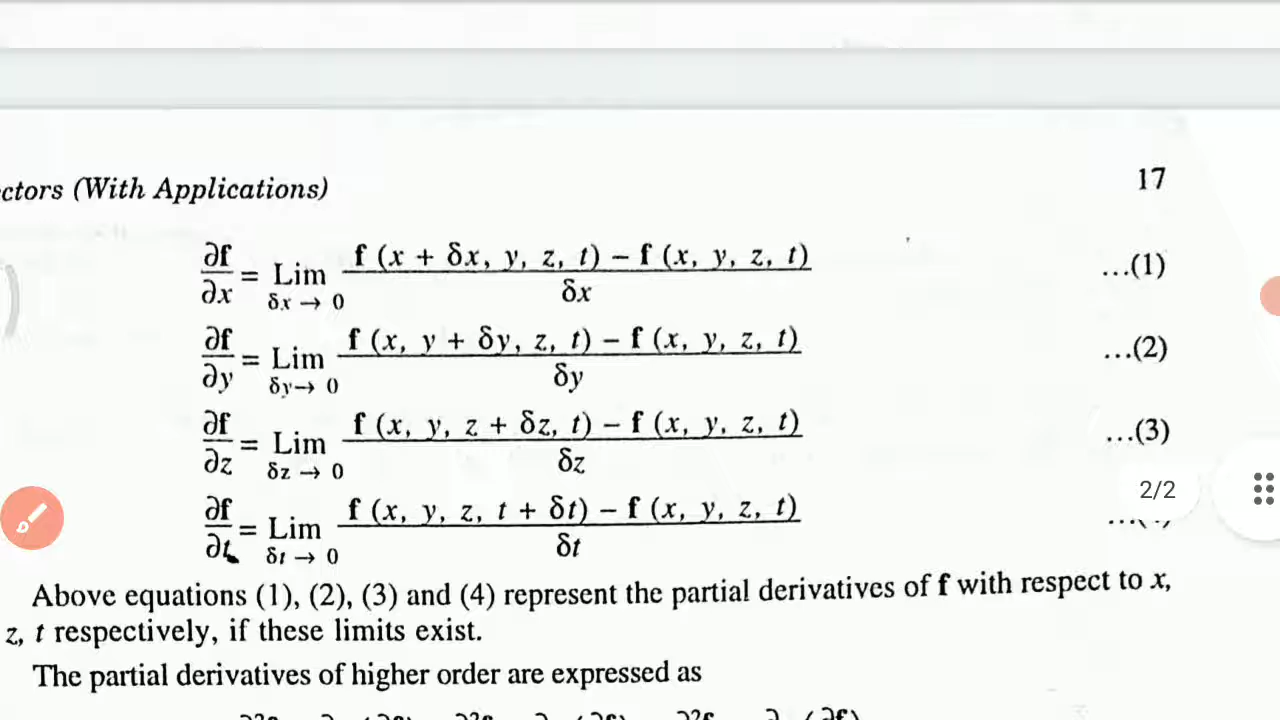 ctors (With Applications) 17
∂f/∂x = Lim δx → 0 f (x + δx, y, z, t) – f (x, y, z, t) / δx ...(1)
∂f/∂y = Lim δy→ 0 f (x, y + δy, z, t) – f (x, y, z, t) / δy ...(2)
∂f/∂z = Lim δz → 0 f (x, y, z + δz, t) – f (x, y, z, t) / δz ...(3)
2/2
∂f/∂t = Lim δt → 0 f (x, y, z, t + δt) – f (x, y, z, t) / δt
Above equations (1), (2), (3) and (4) represent the partial derivatives of f with respect to x,
z, t respectively, if these limits exist.
The partial derivatives of higher order are expressed as